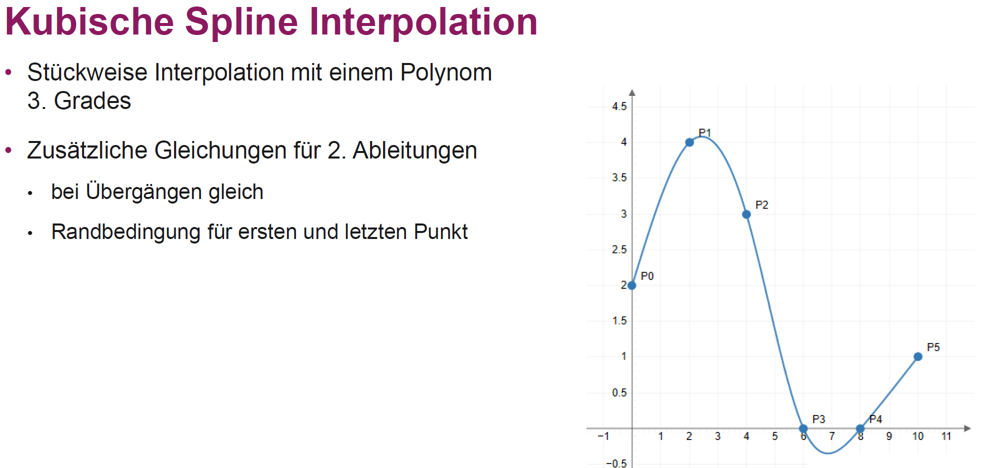 Kubische Spline Interpolation
• Stückweise Interpolation mit einem Polynom
3. Grades
• Zusätzliche Gleichungen für 2. Ableitungen
• bei Übergängen gleich
• Randbedingung für ersten und letzten Punkt
4.5
P1
4
3.5
P2
3
2.5
P0
2
1.5
P5
1
0.5
P3
P4
−1 1 2 3 4 5 6 7 8 9 10 11
−0.5